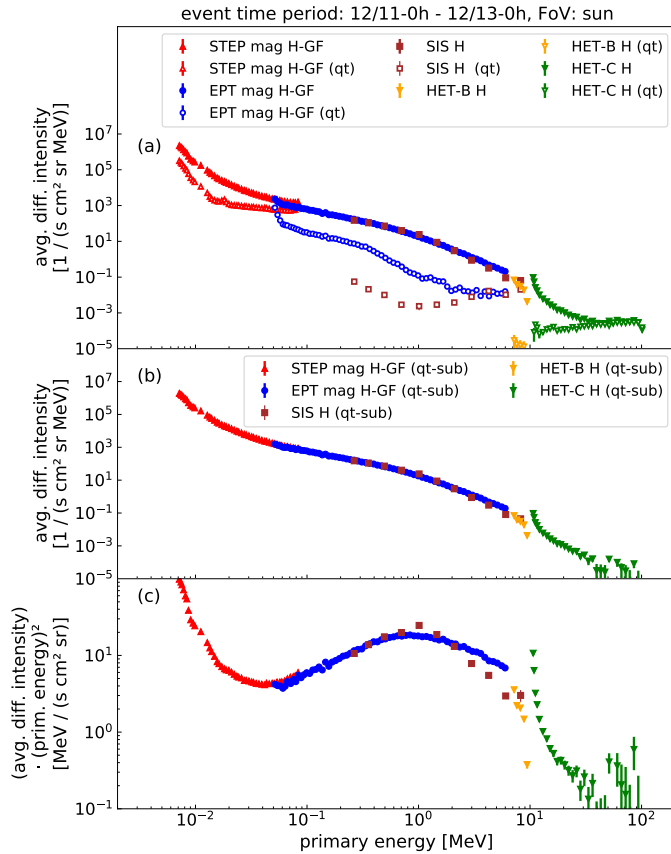 event time period: 12/11-0h - 12/13-0h, FoV: sun
STEP mag H-GF
STEP mag H-GF (qt)
EPT mag H-GF
EPT mag H-GF (qt)
SIS H
SIS H (qt)
HET-B H
HET-B H (qt)
HET-C H
HET-C H (qt)
(a)
avg. diff. intensity
[1 / (s cm² sr MeV)]
10⁷
10⁵
10³
10¹
10⁻¹
10⁻³
10⁻⁵
(b)
STEP mag H-GF (qt-sub)
EPT mag H-GF (qt-sub)
SIS H (qt-sub)
HET-B H (qt-sub)
HET-C H (qt-sub)
avg. diff. intensity
[1 / (s cm² sr MeV)]
10⁷
10⁵
10³
10¹
10⁻¹
10⁻³
10⁻⁵
(c)
(avg. diff. intensity)
· (prim. energy)²
[MeV / (s cm² sr)]
10¹
10⁰
10⁻¹
10⁻² 10⁻¹ 10⁰ 10¹ 10²
primary energy [MeV]